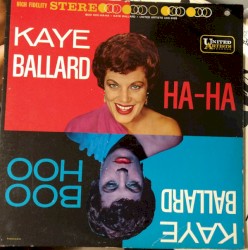 HIGH FIDELITY STEREO
KAYE
BALLARD
HA-HA
UNITED
ARTISTS
BOO
HOO
KAYE
BALLARD